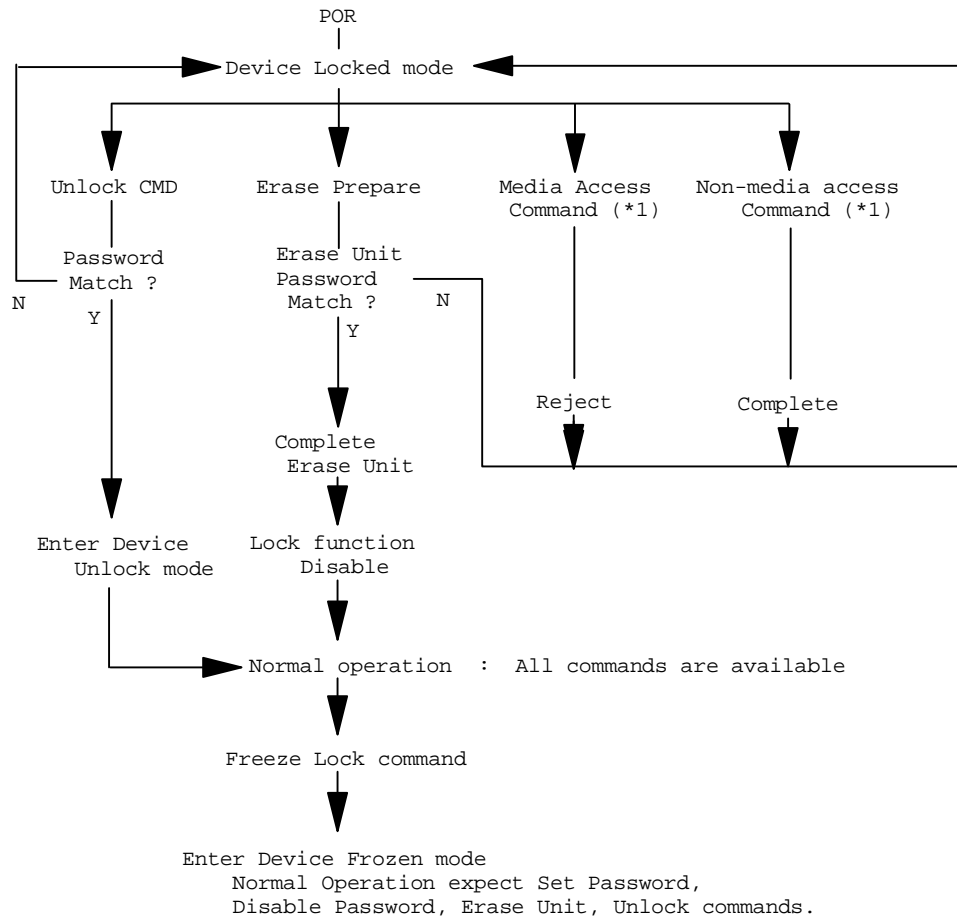 POR
Device Locked mode
Unlock CMD
Erase Prepare
Media Access
Command (*1)
Non-media access
Command (*1)
Password
Match ?
N
Y
Erase Unit
Password
Match ?
N
Y
Reject
Complete
Complete
Erase Unit
Enter Device
Unlock mode
Lock function
Disable
Normal operation : All commands are available
Freeze Lock command
Enter Device Frozen mode
Normal Operation expect Set Password,
Disable Password, Erase Unit, Unlock commands.